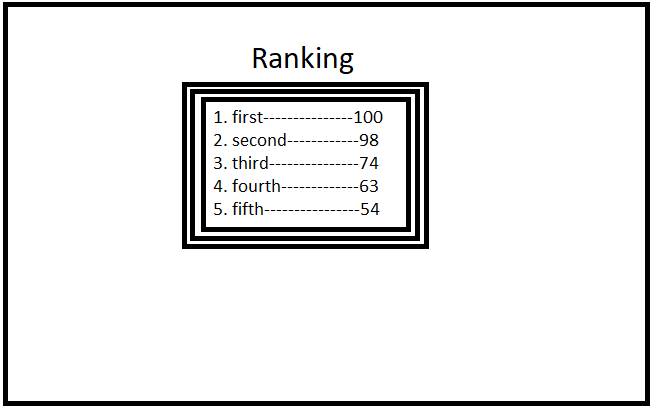 Ranking
1. first---------------100
2. second------------98
3. third---------------74
4. fourth-------------63
5. fifth----------------54